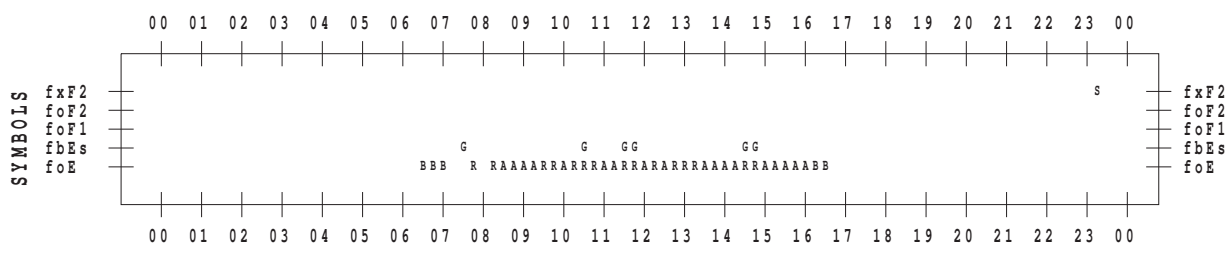 00 01 02 03 04 05 06 07 08 09 10 11 12 13 14 15 16 17 18 19 20 21 22 23 00
SYMBOLS
fxF2 S fxF2
foF2 foF2
foF1 foF1
fbEs G G GG GG fbEs
foE BBB R RAAAARRARRRAARRARARRRAAAARRAAAAABB foE
00 01 02 03 04 05 06 07 08 09 10 11 12 13 14 15 16 17 18 19 20 21 22 23 00